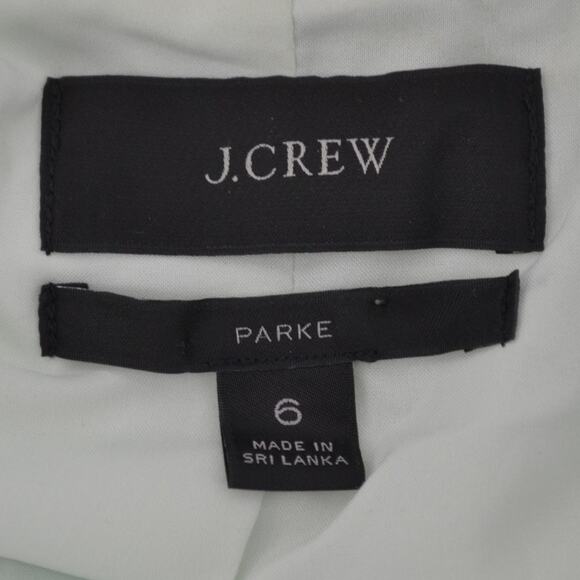 J.CREW
PARKE
6
MADE IN
SRI LANKA